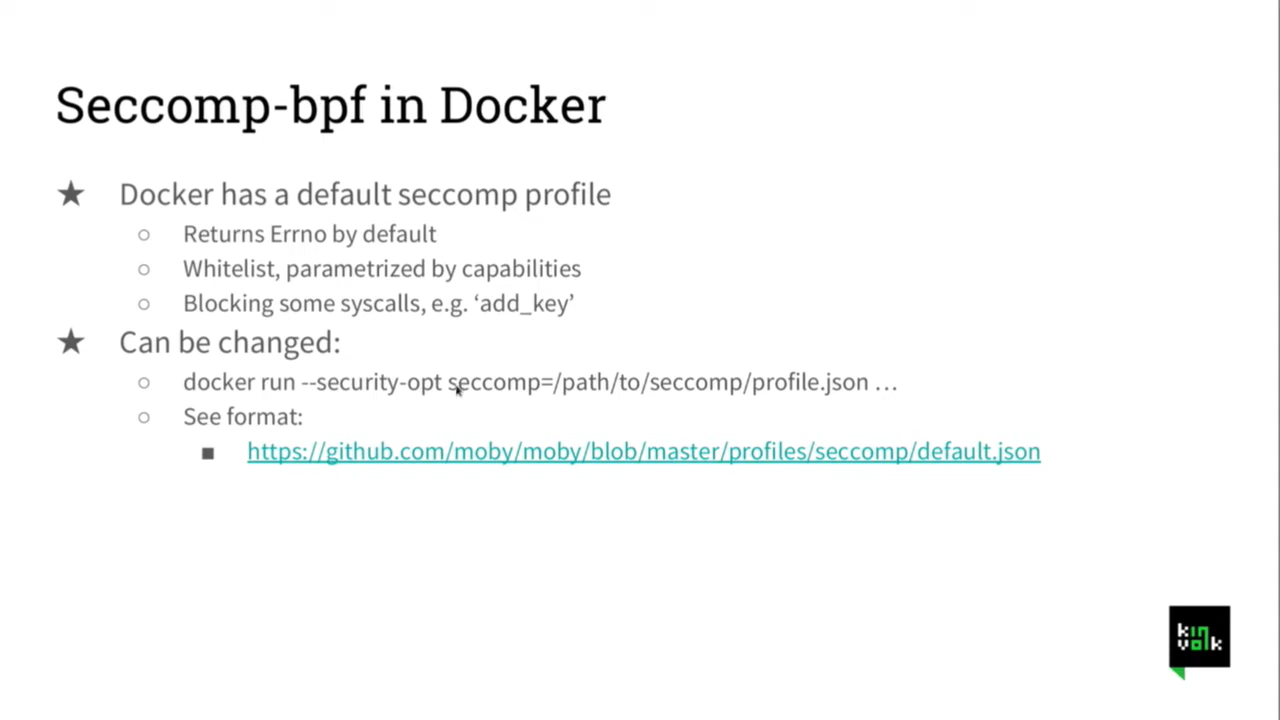 Seccomp-bpf in Docker
★ Docker has a default seccomp profile
○ Returns Errno by default
○ Whitelist, parametrized by capabilities
○ Blocking some syscalls, e.g. ‘add_key’
★ Can be changed:
○ docker run --security-opt seccomp=/path/to/seccomp/profile.json …
○ See format:
■ https://github.com/moby/moby/blob/master/profiles/seccomp/default.json
kin
volk